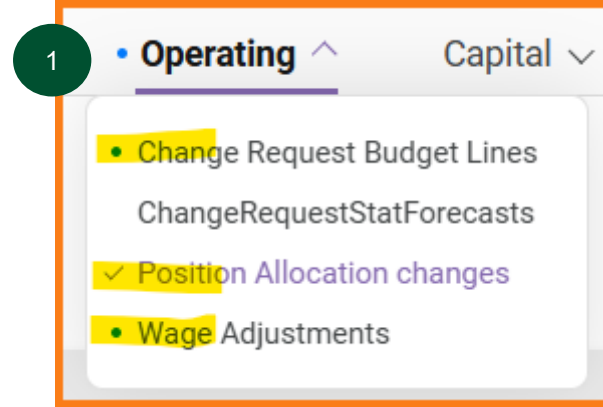 1
Operating Capital
Change Request Budget Lines
ChangeRequestStatForecasts
Position Allocation changes
Wage Adjustments